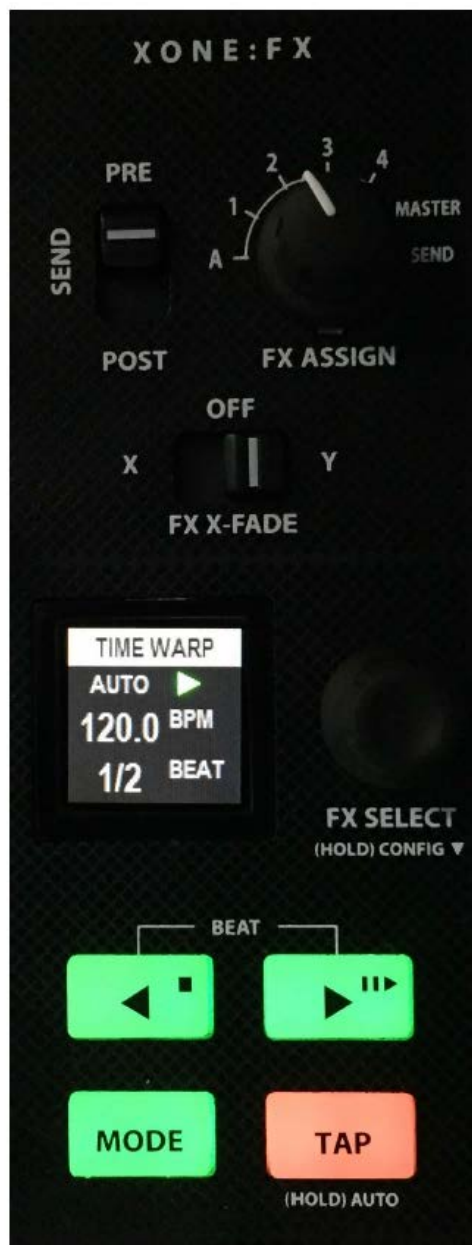 XONE:FX
PRE
SEND
POST
A 1 2 3 4
MASTER
SEND
FX ASSIGN
OFF
X Y
FX X-FADE
TIME WARP
AUTO
120.0 BPM
1/2 BEAT
FX SELECT
(HOLD) CONFIG ▼
BEAT
MODE
TAP
(HOLD) AUTO